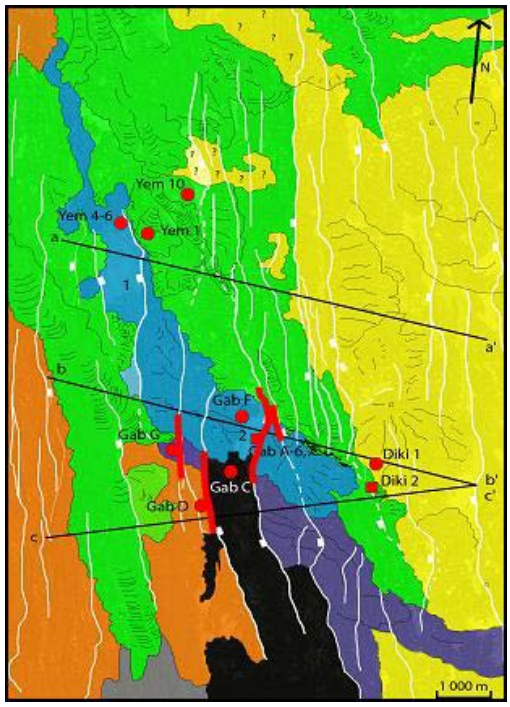 N
? ? ?
? ?
?
? ?
? ? ?
?
Yem 10
Yem 4-6
Yem 1
a
1
a'
b
Gab F
Gab G
2
Gab A-6,
Diki 1
Gab C
Diki 2
b'
c'
Gab D
c
1 000 m